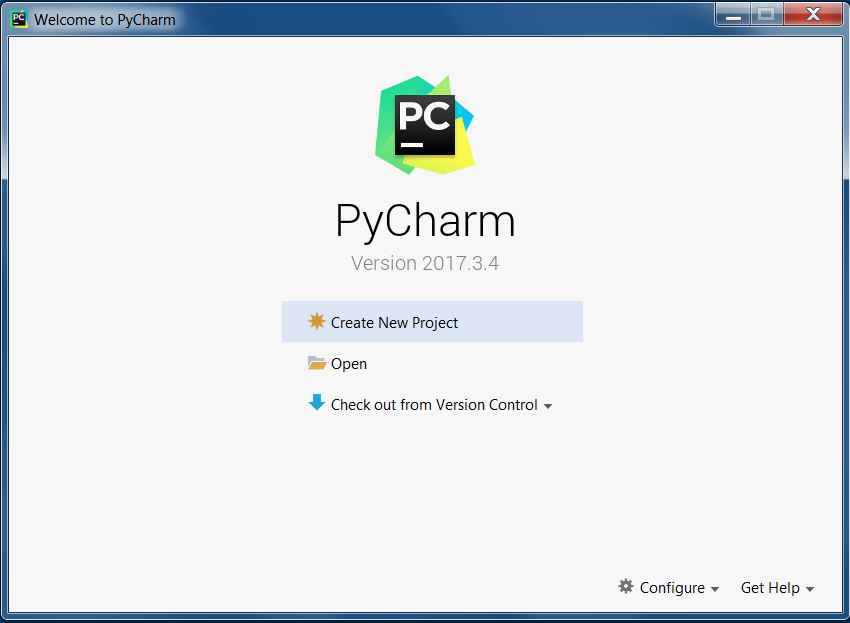 PC Welcome to PyCharm
PC
PyCharm
Version 2017.3.4
Create New Project
Open
Check out from Version Control
Configure
Get Help